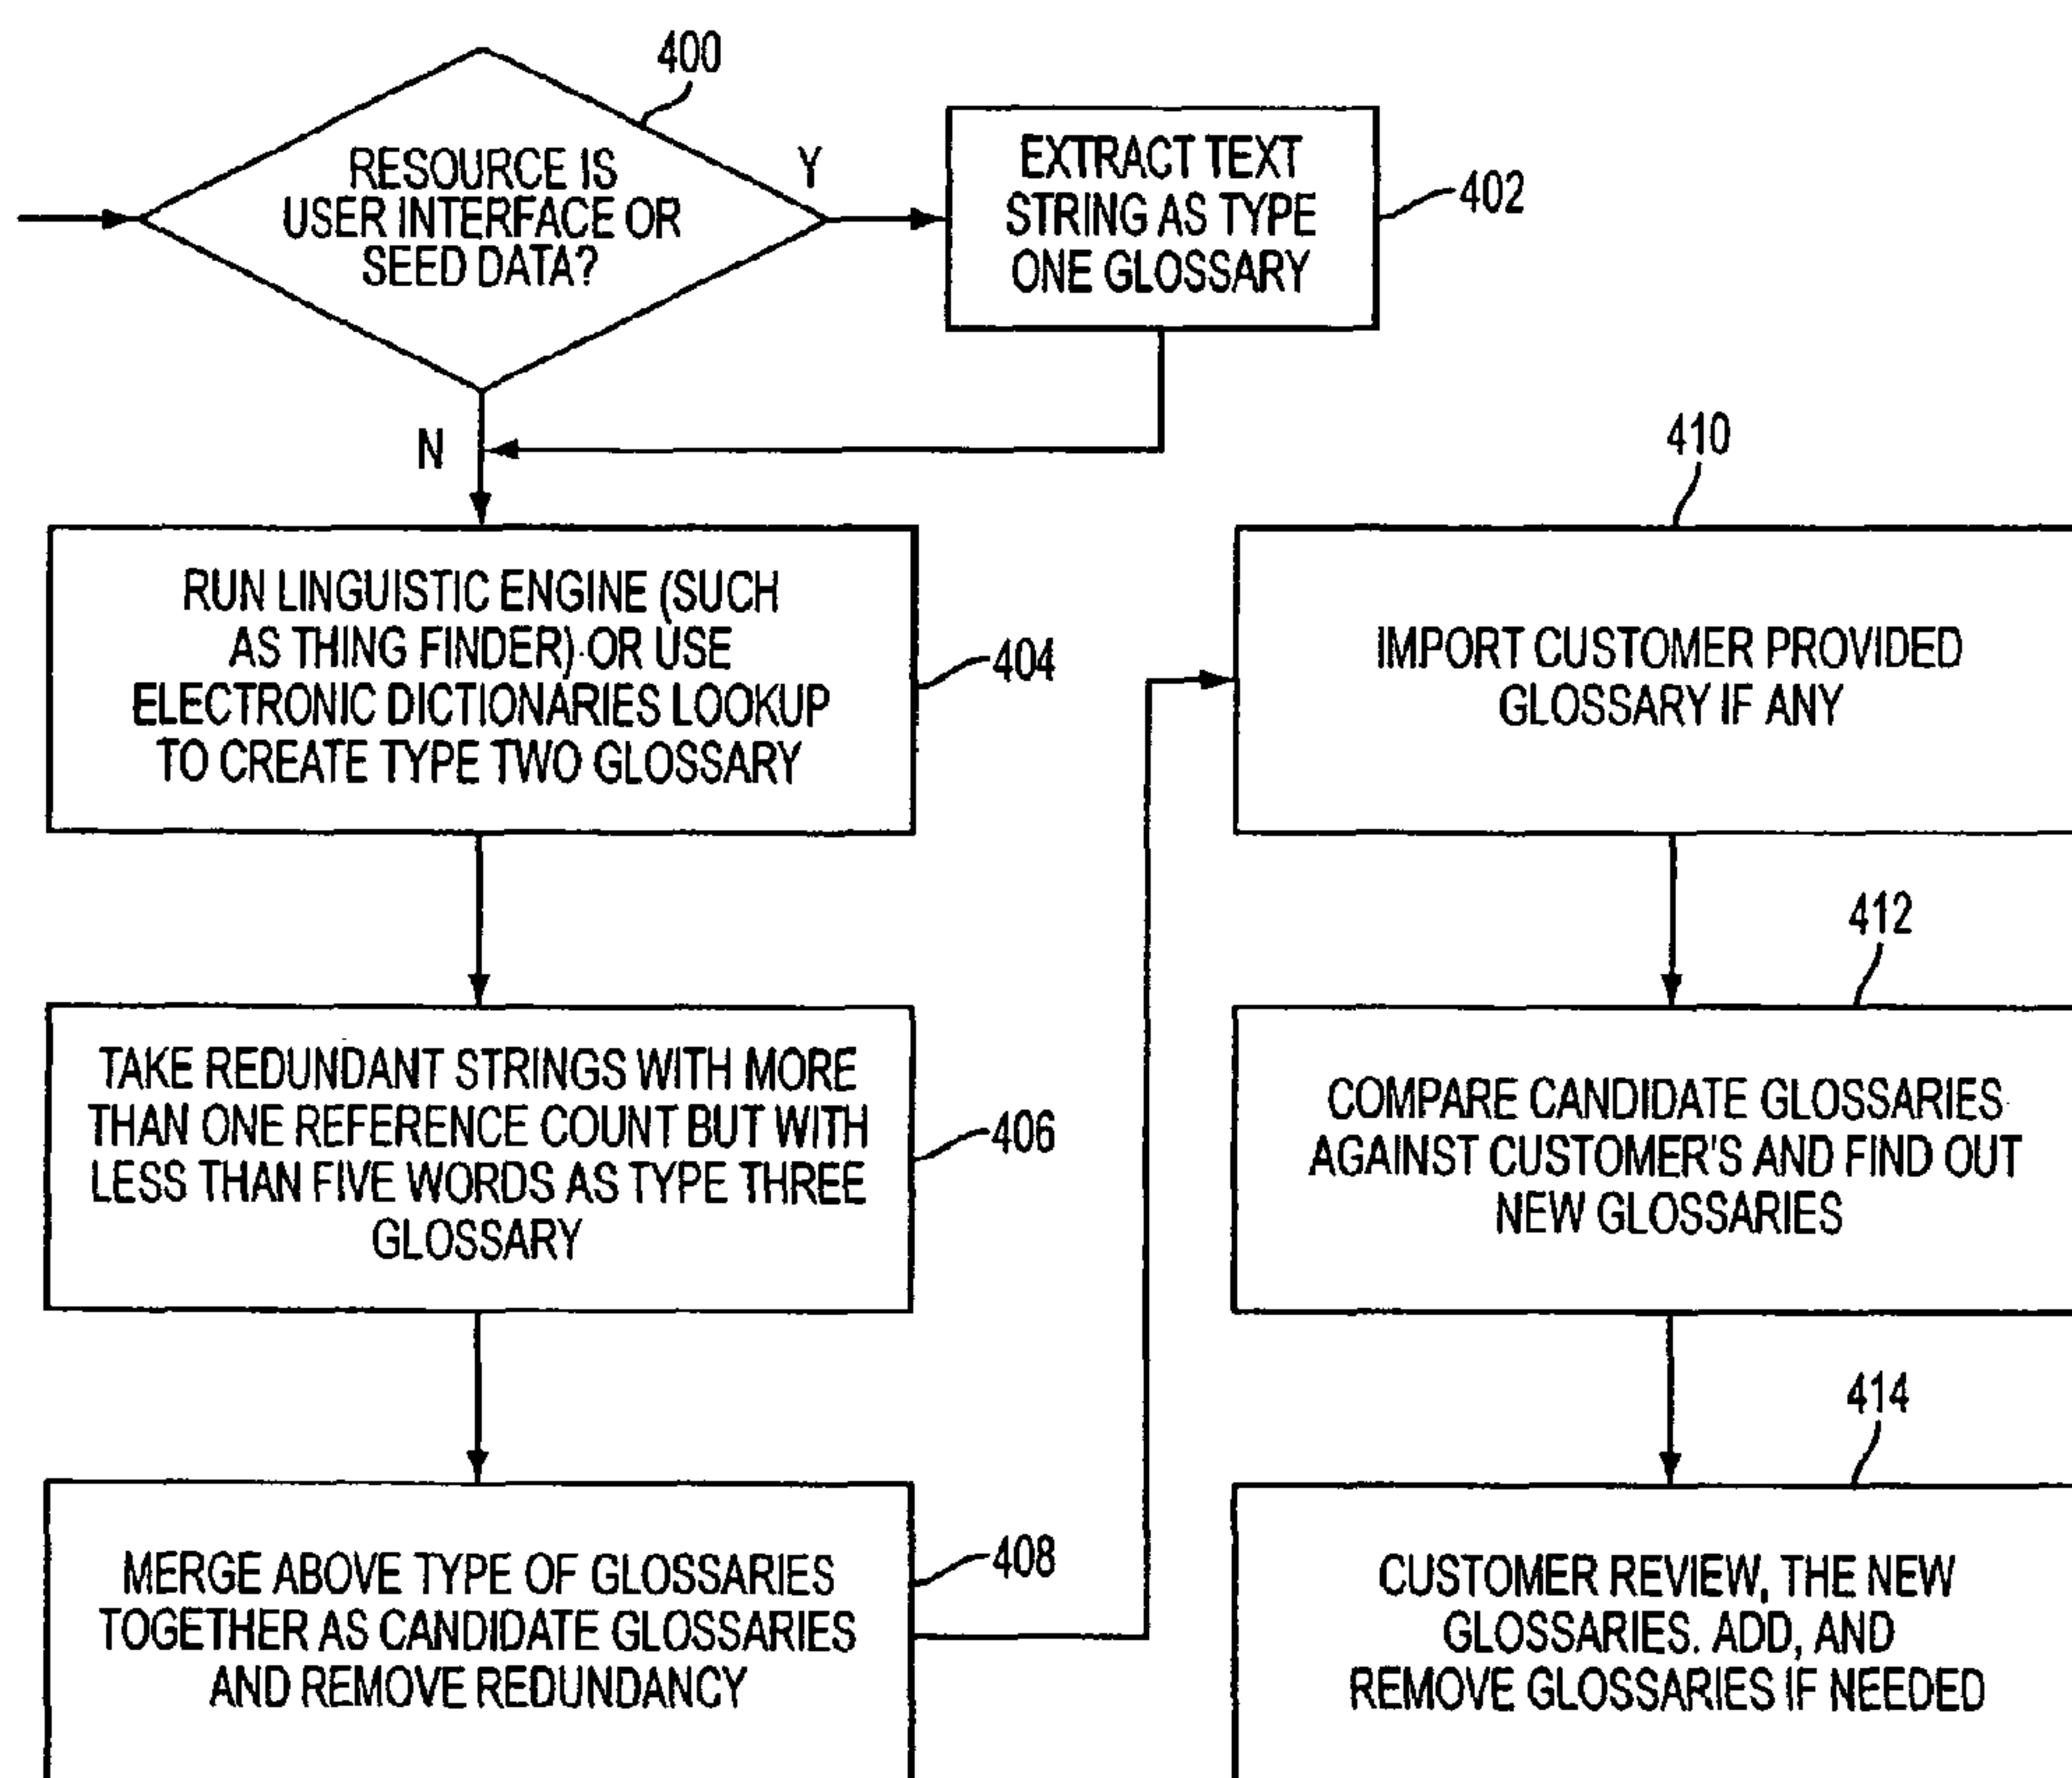 400
RESOURCE IS
USER INTERFACE OR
SEED DATA?
Y
EXTRACT TEXT
STRING AS TYPE
ONE GLOSSARY
402
N
RUN LINGUISTIC ENGINE (SUCH
AS THING FINDER) OR USE
ELECTRONIC DICTIONARIES LOOKUP
TO CREATE TYPE TWO GLOSSARY
404
TAKE REDUNDANT STRINGS WITH MORE
THAN ONE REFERENCE COUNT BUT WITH
LESS THAN FIVE WORDS AS TYPE THREE
GLOSSARY
406
MERGE ABOVE TYPE OF GLOSSARIES
TOGETHER AS CANDIDATE GLOSSARIES
AND REMOVE REDUNDANCY
408
410
IMPORT CUSTOMER PROVIDED
GLOSSARY IF ANY
412
COMPARE CANDIDATE GLOSSARIES
AGAINST CUSTOMER'S AND FIND OUT
NEW GLOSSARIES
414
CUSTOMER REVIEW, THE NEW
GLOSSARIES. ADD, AND
REMOVE GLOSSARIES IF NEEDED